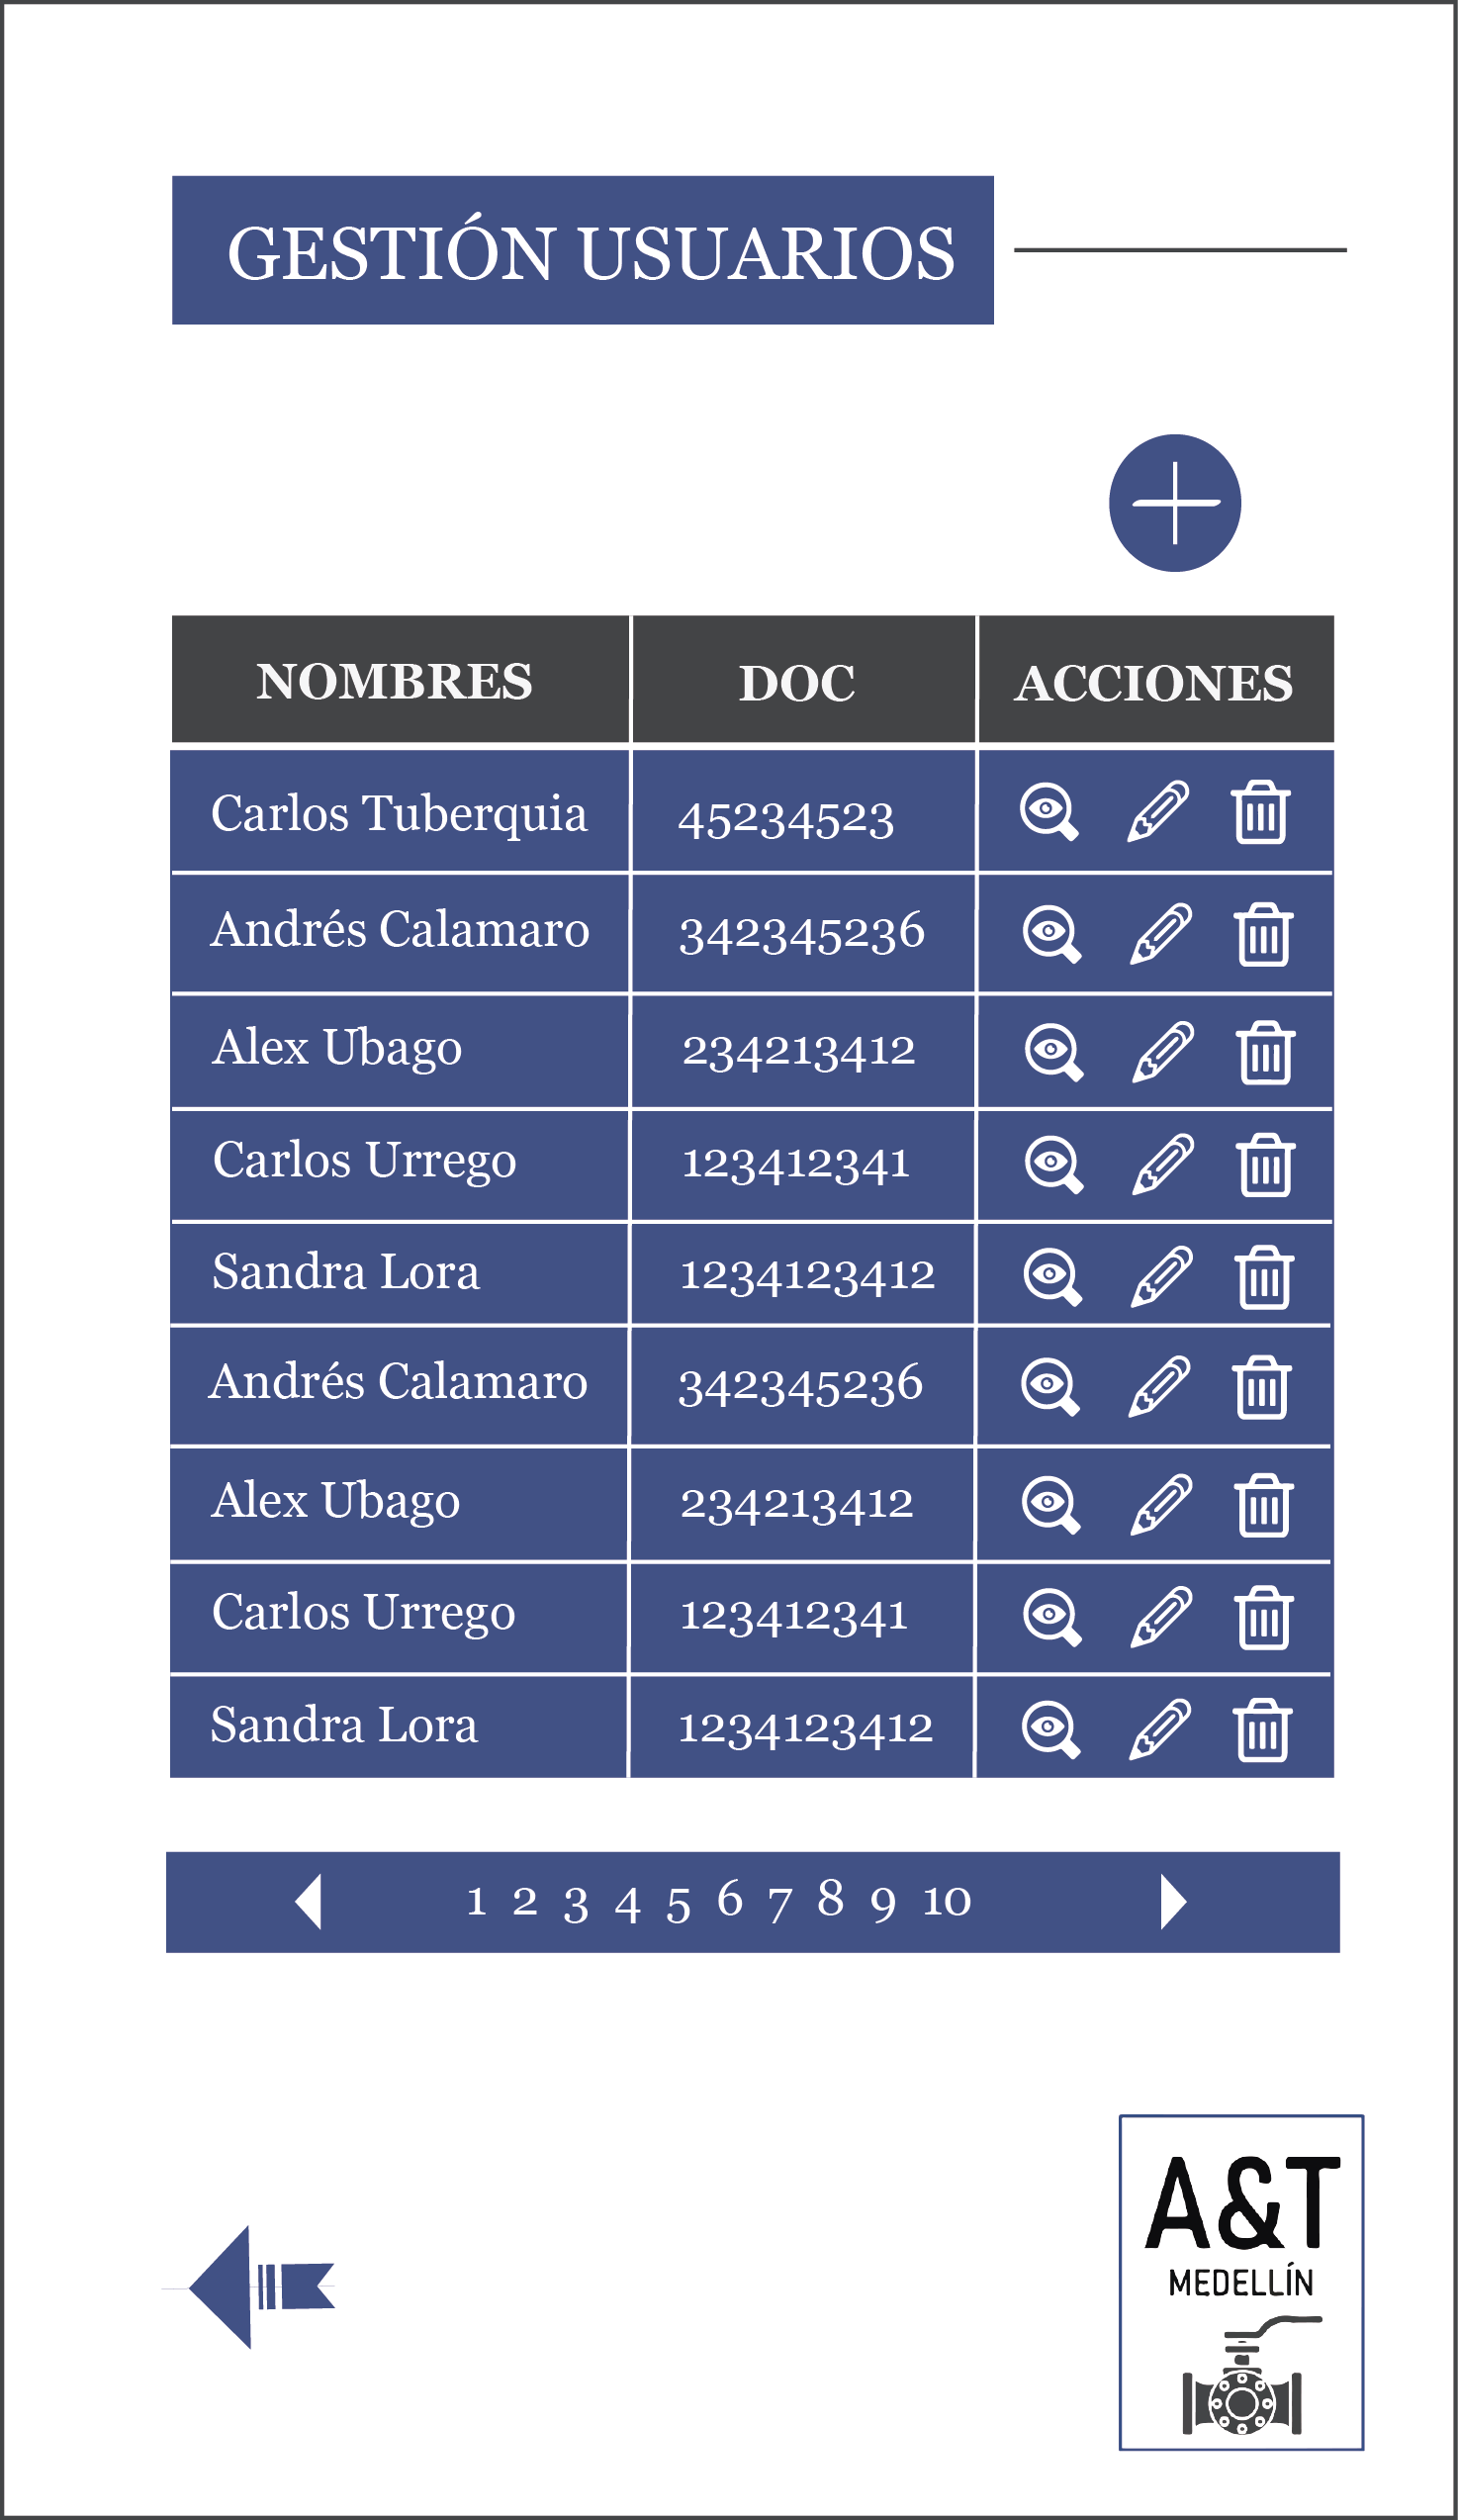 GESTIÓN USUARIOS
NOMBRES DOC ACCIONES
Carlos Tuberquia 45234523
Andrés Calamaro 342345236
Alex Ubago 234213412
Carlos Urrego 123412341
Sandra Lora 1234123412
Andrés Calamaro 342345236
Alex Ubago 234213412
Carlos Urrego 123412341
Sandra Lora 1234123412
1 2 3 4 5 6 7 8 9 10
A&T
MEDELLÍN